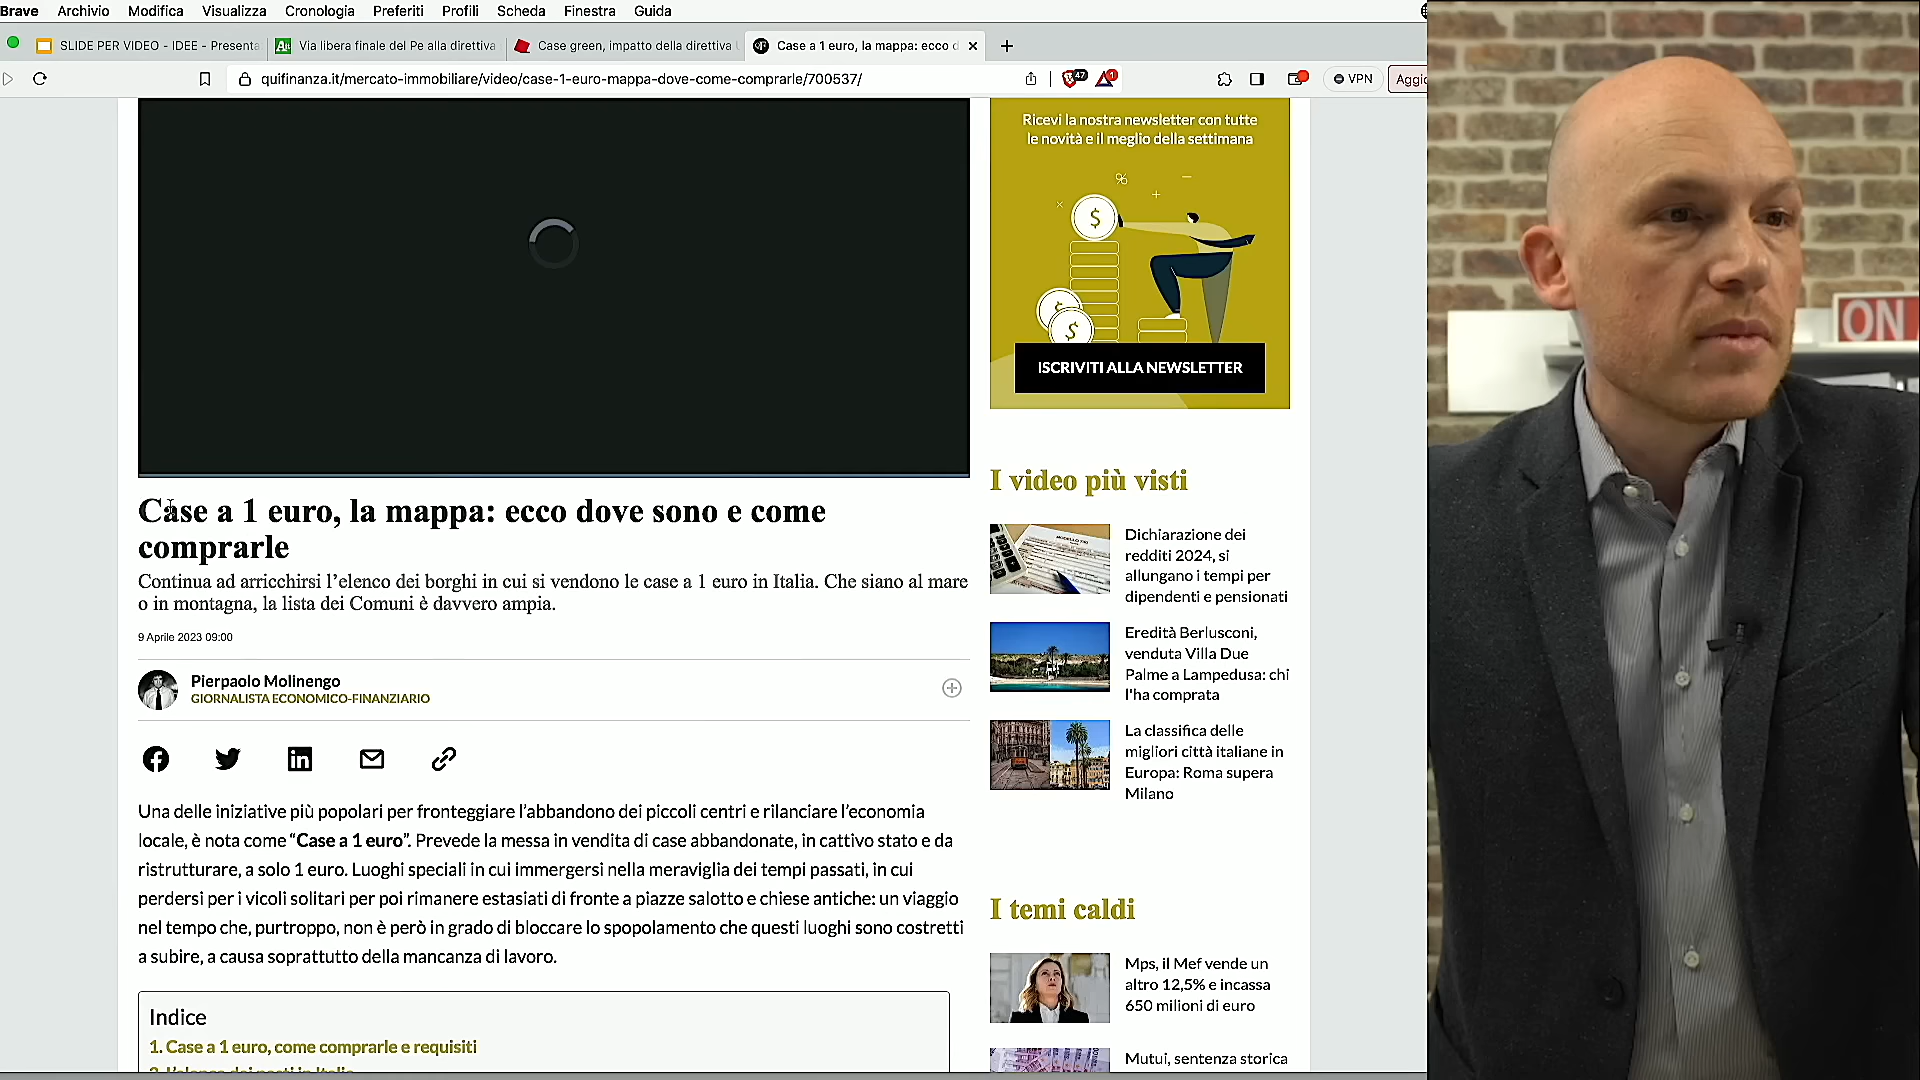 Brave Archivio Modifica Visualizza Cronologia Preferiti Profili Scheda Finestra Guida
SLIDE PER VIDEO - IDEE - Presenta
Via libera finale del Pe alla direttiva
Case green, impatto della direttiva
Case a 1 euro, la mappa: ecco d
quifinanza.it/mercato-immobiliare/video/case-1-euro-mappa-dove-come-comprarle/700537/
47
1
VPN
Aggio
Ricevi la nostra newsletter con tutte
le novità e il meglio della settimana
ISCRIVITI ALLA NEWSLETTER
Case a 1 euro, la mappa: ecco dove sono e come
comprarle
Continua ad arricchirsi l’elenco dei borghi in cui si vendono le case a 1 euro in Italia. Che siano al mare
o in montagna, la lista dei Comuni è davvero ampia.
9 Aprile 2023 09:00
Pierpaolo Molinengo
GIORNALISTA ECONOMICO-FINANZIARIO
Una delle iniziative più popolari per fronteggiare l’abbandono dei piccoli centri e rilanciare l’economia
locale, è nota come “Case a 1 euro”. Prevede la messa in vendita di case abbandonate, in cattivo stato e da
ristrutturare, a solo 1 euro. Luoghi speciali in cui immergersi nella meraviglia dei tempi passati, in cui
perdersi per i vicoli solitari per poi rimanere estasiati di fronte a piazze salotto e chiese antiche: un viaggio
nel tempo che, purtroppo, non è però in grado di bloccare lo spopolamento che questi luoghi sono costretti
a subire, a causa soprattutto della mancanza di lavoro.
Indice
1. Case a 1 euro, come comprarle e requisiti
I video più visti
Dichiarazione dei
redditi 2024, si
allungano i tempi per
dipendenti e pensionati
Eredità Berlusconi,
venduta Villa Due
Palme a Lampedusa: chi
l'ha comprata
La classifica delle
migliori città italiane in
Europa: Roma supera
Milano
I temi caldi
Mps, il Mef vende un
altro 12,5% e incassa
650 milioni di euro
Mutui, sentenza storica
ON